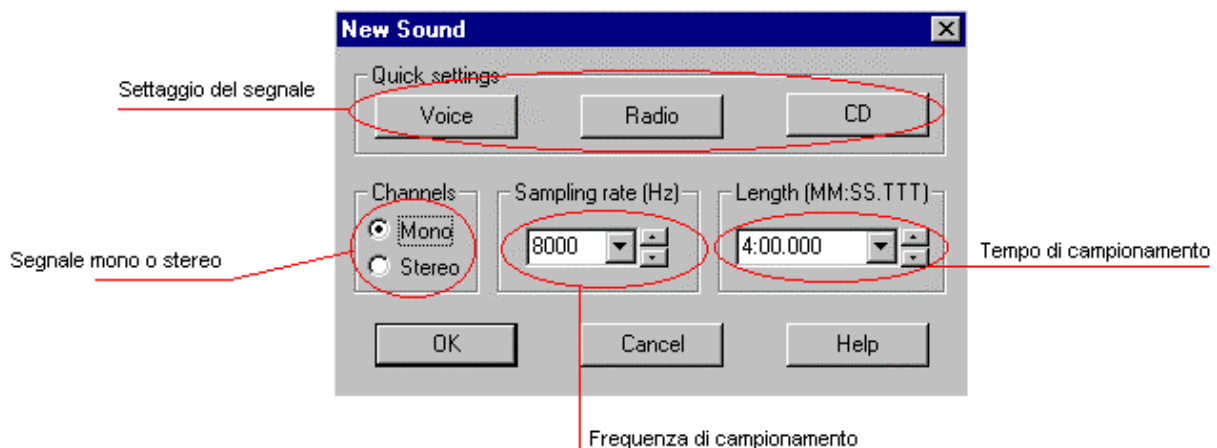 New Sound
Settaggio del segnale
Quick settings
Voice Radio CD
Channels Sampling rate (Hz) Length (MM:SS.TTT)
Mono 8000 4:00.000
Stereo
Segnale mono o stereo
Tempo di campionamento
OK Cancel Help
Frequenza di campionamento